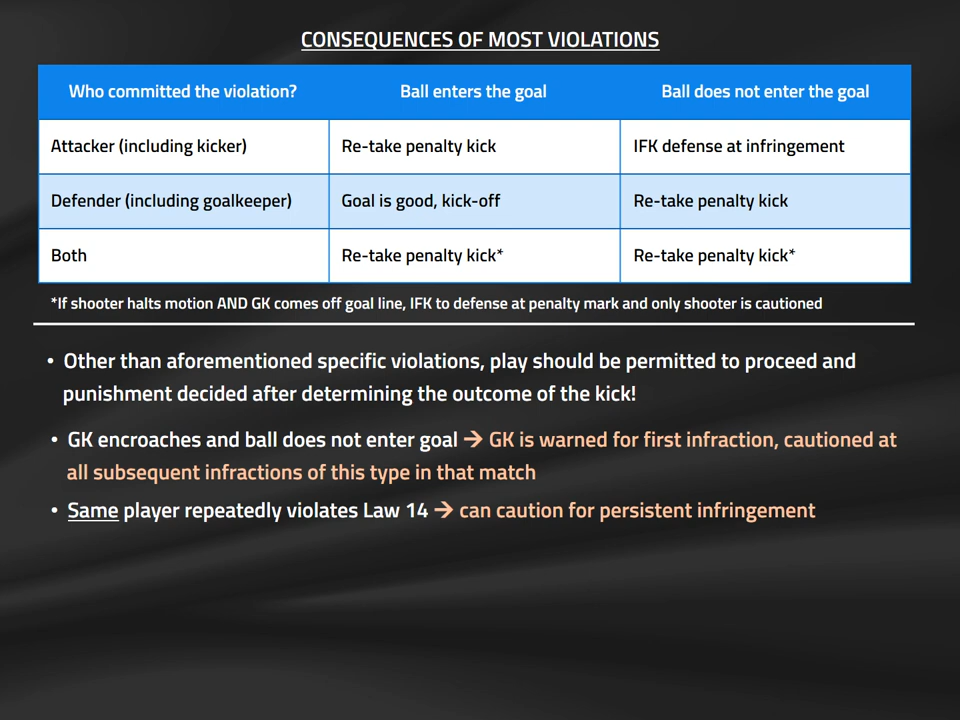 CONSEQUENCES OF MOST VIOLATIONS
Who committed the violation? Ball enters the goal Ball does not enter the goal
Attacker (including kicker) Re-take penalty kick IFK defense at infringement
Defender (including goalkeeper) Goal is good, kick-off Re-take penalty kick
Both Re-take penalty kick* Re-take penalty kick*
*If shooter halts motion AND GK comes off goal line, IFK to defense at penalty mark and only shooter is cautioned
• Other than aforementioned specific violations, play should be permitted to proceed and
punishment decided after determining the outcome of the kick!
• GK encroaches and ball does not enter goal → GK is warned for first infraction, cautioned at
all subsequent infractions of this type in that match
• Same player repeatedly violates Law 14 → can caution for persistent infringement